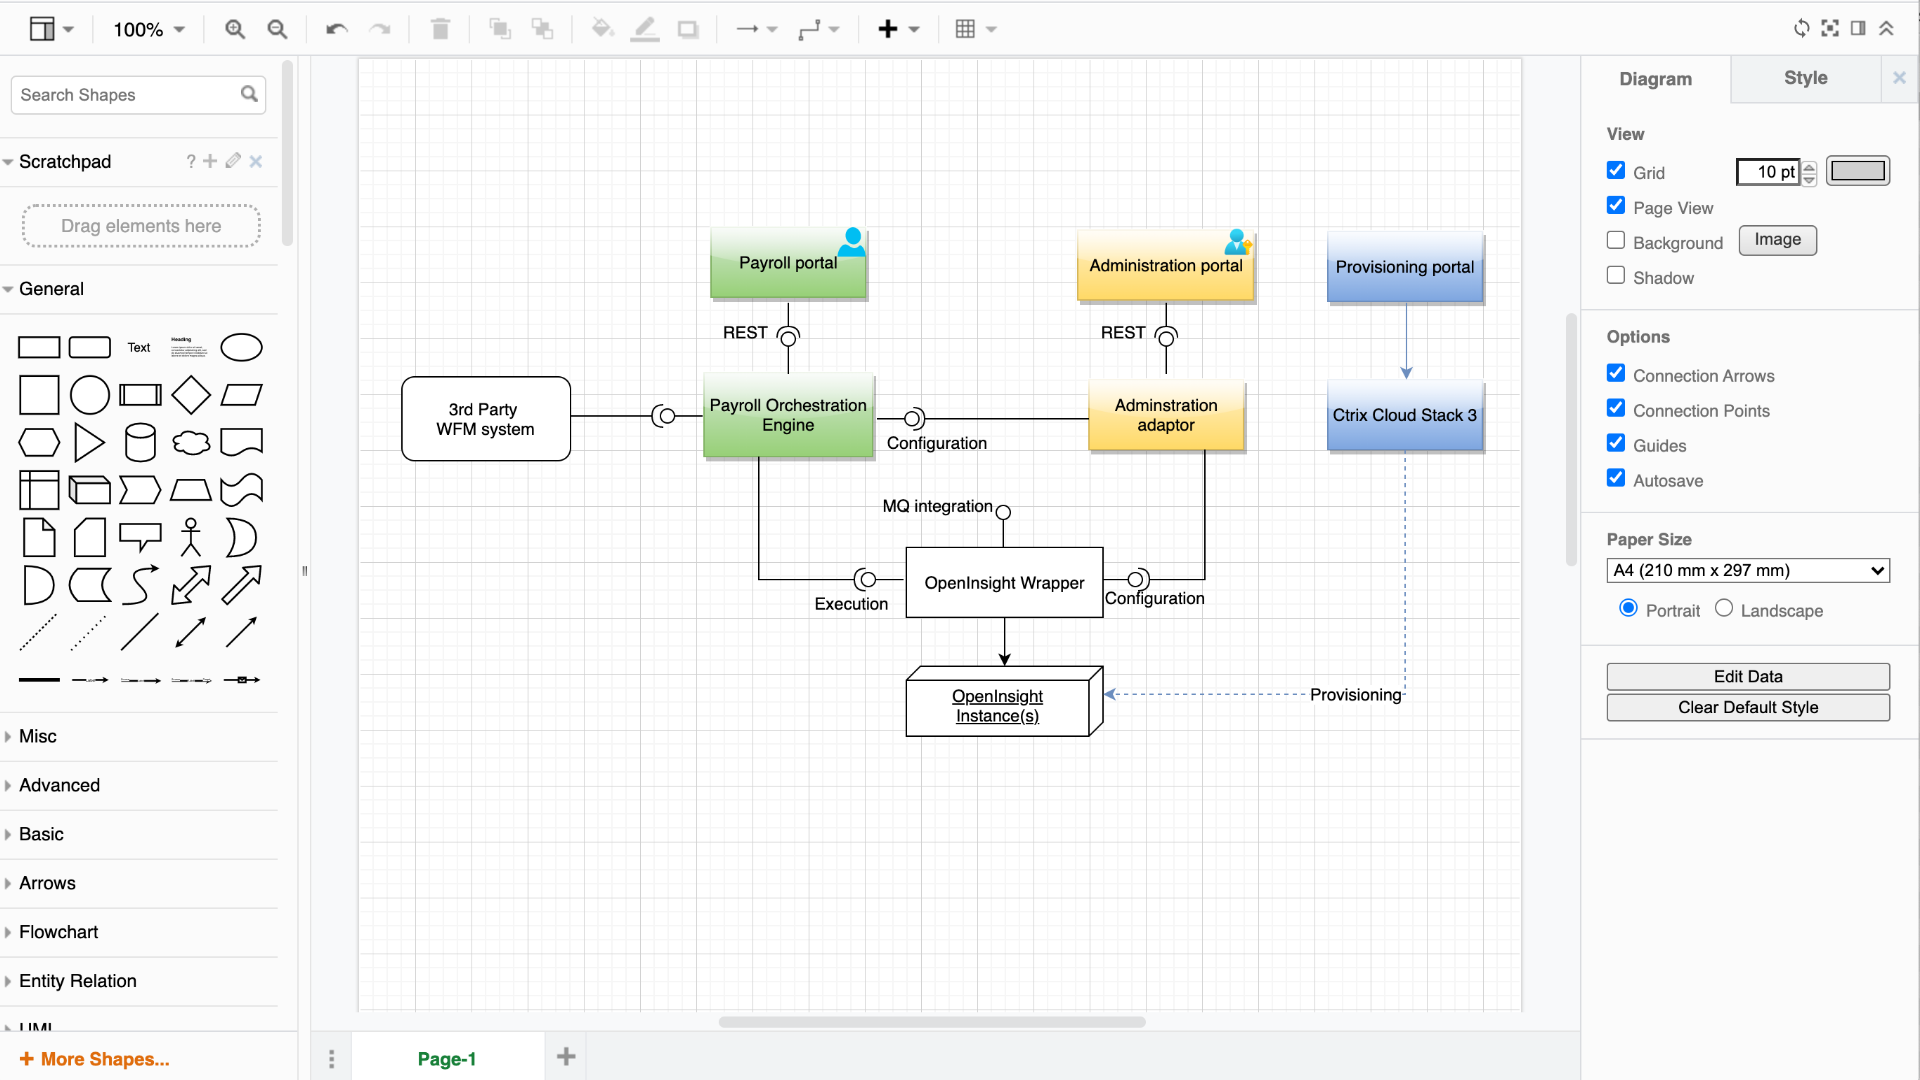 100%
Search Shapes
Scratchpad
?
Drag elements here
General
Text
Heading
Misc
Advanced
Basic
Arrows
Flowchart
Entity Relation
UML
+ More Shapes...
Payroll portal
Administration portal
Provisioning portal
REST
REST
3rd Party
WFM system
Payroll Orchestration
Engine
Configuration
Adminstration
adaptor
Ctrix Cloud Stack 3
MQ integration
OpenInsight Wrapper
Execution
Configuration
OpenInsight
Instance(s)
Provisioning
Page-1
Diagram
Style
View
Grid
10 pt
Page View
Background
Image
Shadow
Options
Connection Arrows
Connection Points
Guides
Autosave
Paper Size
A4 (210 mm x 297 mm)
Portrait
Landscape
Edit Data
Clear Default Style